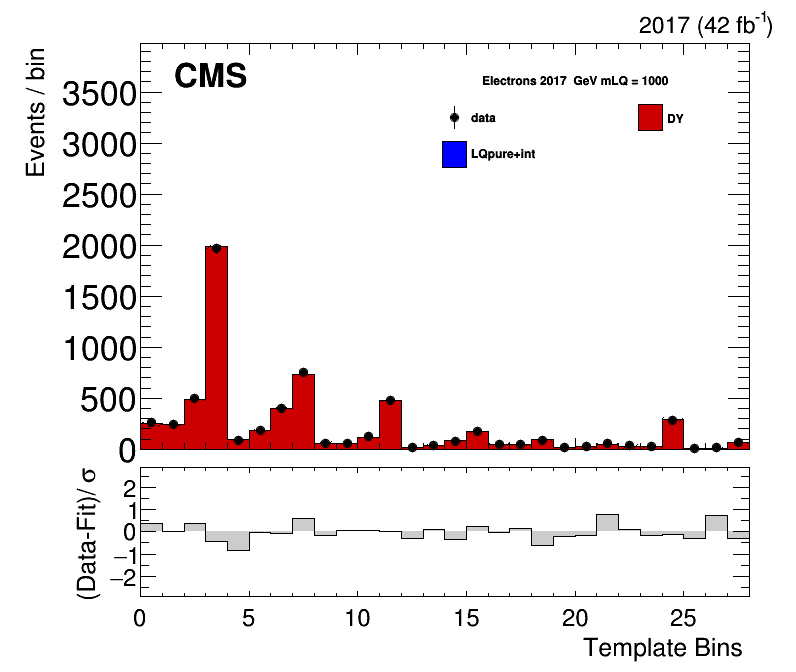 2017 (42 fb⁻¹)
CMS
Electrons 2017 GeV mLQ = 1000
data
DY
LQpure+int
Events / bin
3500
3000
2500
2000
1500
1000
500
0
(Data-Fit)/ σ
2
1
0
−1
−2
0 5 10 15 20 25
Template Bins